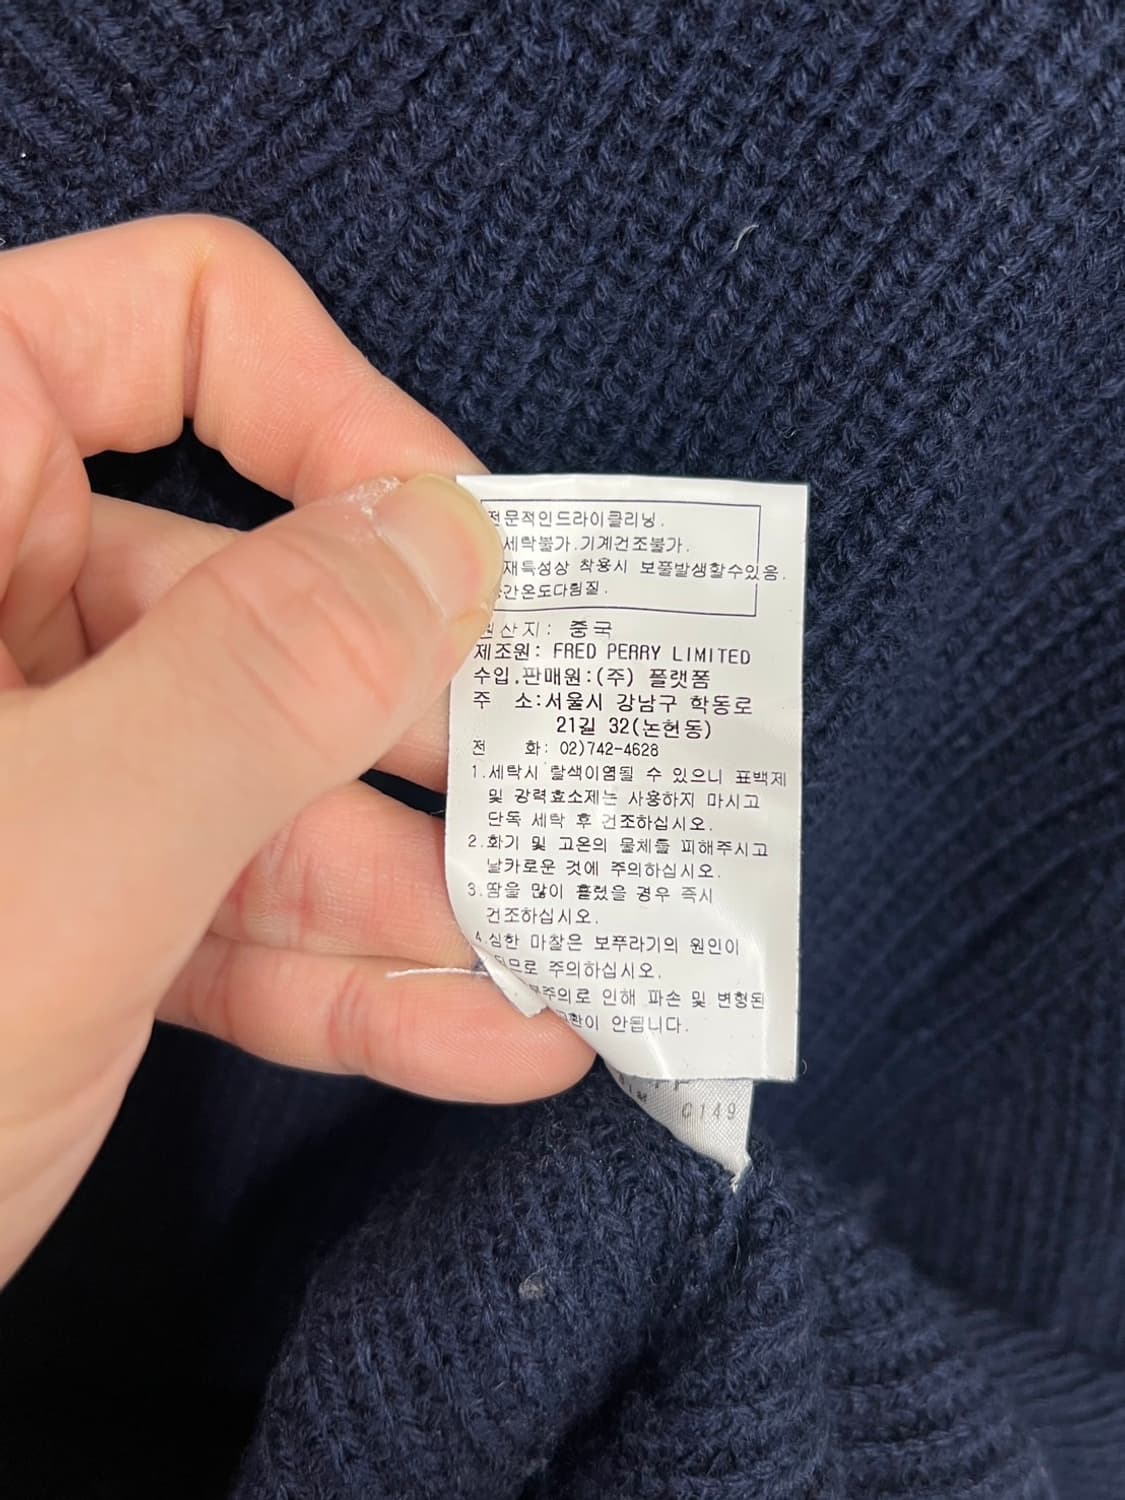 전문적인드라이클리닝.
세탁불가.기계건조불가.
재특성상 착용시 보풀발생할수있음.
간온도다림질.
원산지: 중국
제조원: FRED PERRY LIMITED
수입.판매원:(주) 플랫폼
주 소:서울시 강남구 학동로
21길 32(논현동)
전 화: 02)742-4628
1.세탁시 탈색이염될 수 있으니 표백제
및 강력효소제는 사용하지 마시고
단독 세탁 후 건조하십시오.
2.화기 및 고온의 물체를 피해주시고
날카로운 것에 주의하십시오.
3.땀을 많이 흘렸을 경우 즉시
건조하십시오.
4.심한 마찰은 보푸라기의 원인이
되므로 주의하십시오.
부주의로 인해 파손 및 변형된
교환이 안됩니다.
C149